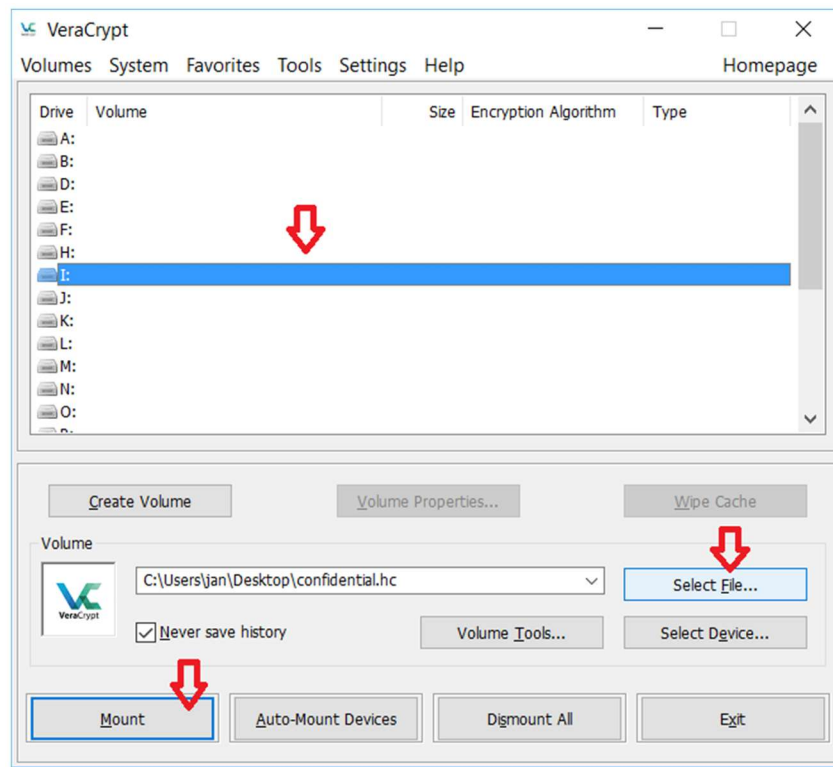 VeraCrypt
Volumes System Favorites Tools Settings Help Homepage
Drive Volume Size Encryption Algorithm Type
A:
B:
D:
E:
F:
H:
I:
J:
K:
L:
M:
N:
O:
Create Volume Volume Properties... Wipe Cache
Volume
VeraCrypt
C:\Users\jan\Desktop\confidential.hc Select File...
Never save history Volume Tools... Select Device...
Mount Auto-Mount Devices Dismount All Exit